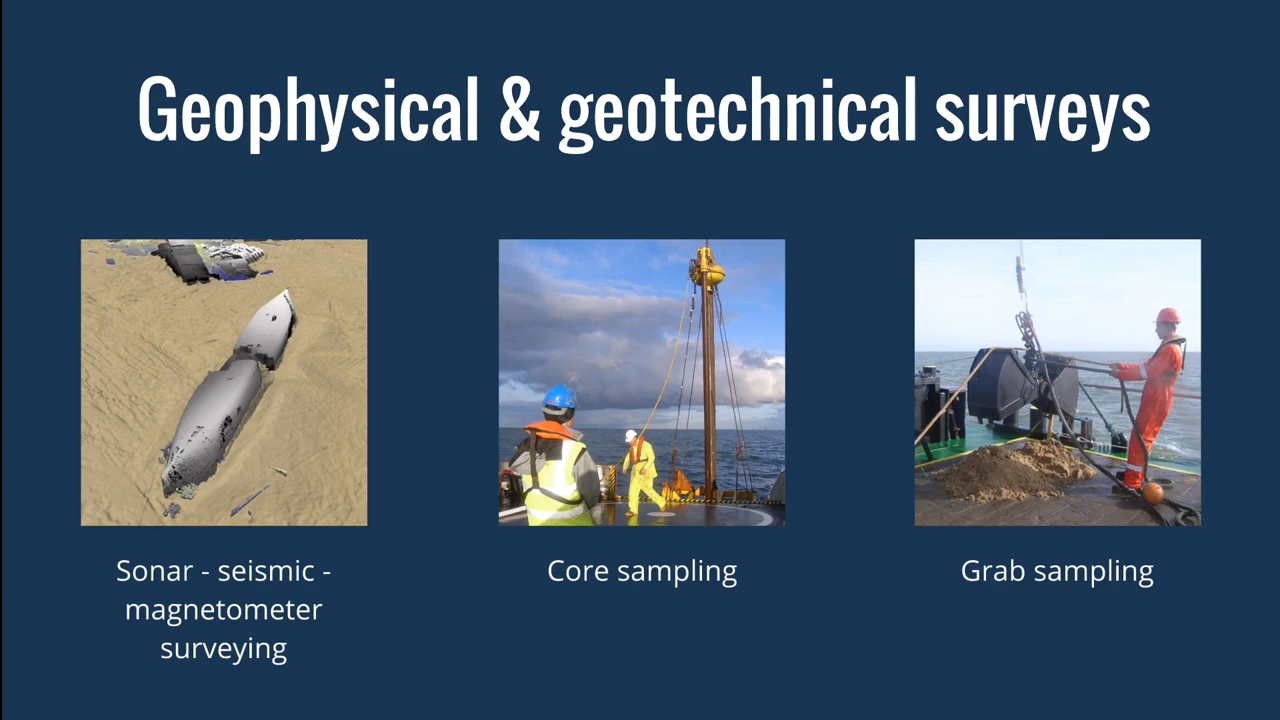 Geophysical & geotechnical surveys
Sonar - seismic -
magnetometer
surveying
Core sampling
Grab sampling